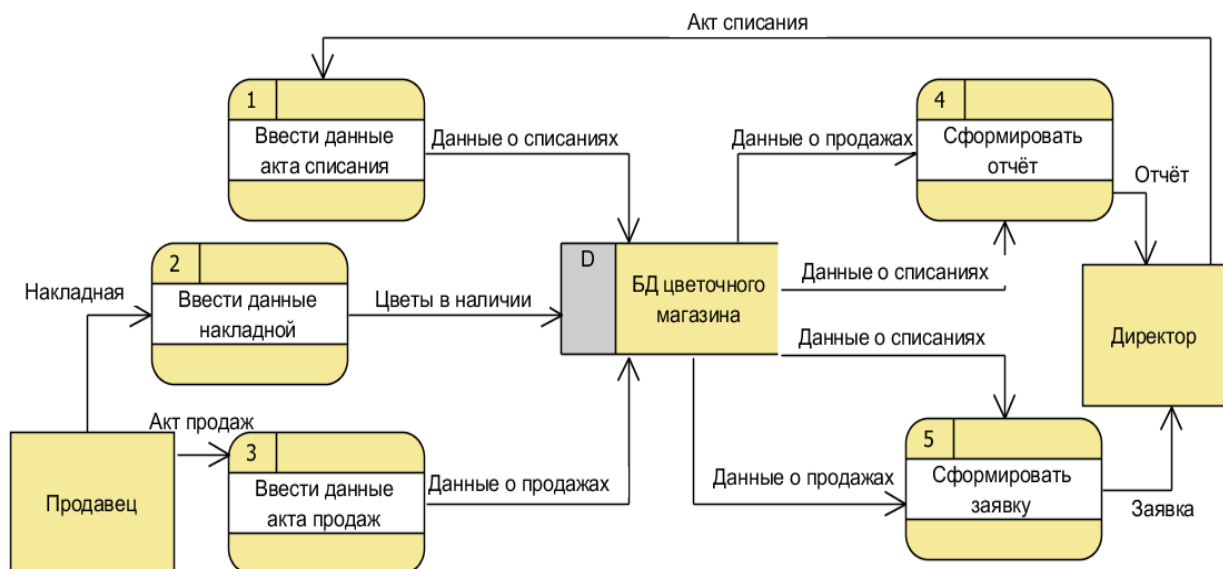 Акт списания
1
Ввести данные
акта списания
Данные о списаниях
Данные о продажах
4
Сформировать
отчёт
Отчёт
2
Ввести данные
накладной
Накладная
Цветы в наличии
D
БД цветочного
магазина
Данные о списаниях
Данные о списаниях
Директор
Акт продаж
3
Ввести данные
акта продаж
Продавец
Данные о продажах
Данные о продажах
5
Сформировать
заявку
Заявка